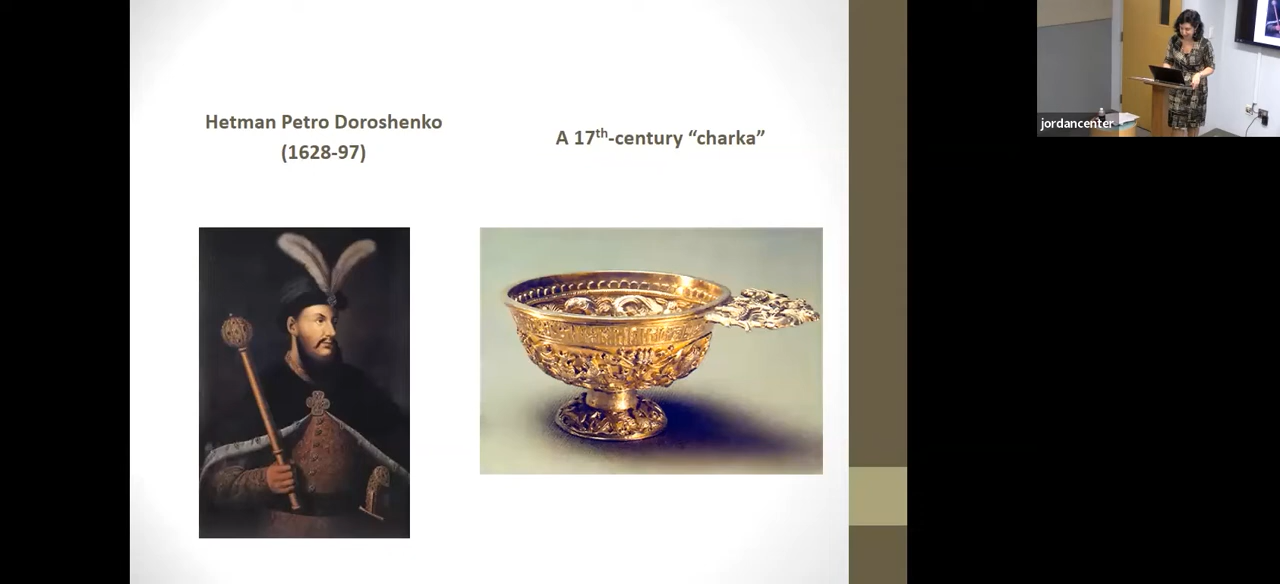 Hetman Petro Doroshenko
(1628-97)
A 17th-century “charka”
jordancenter